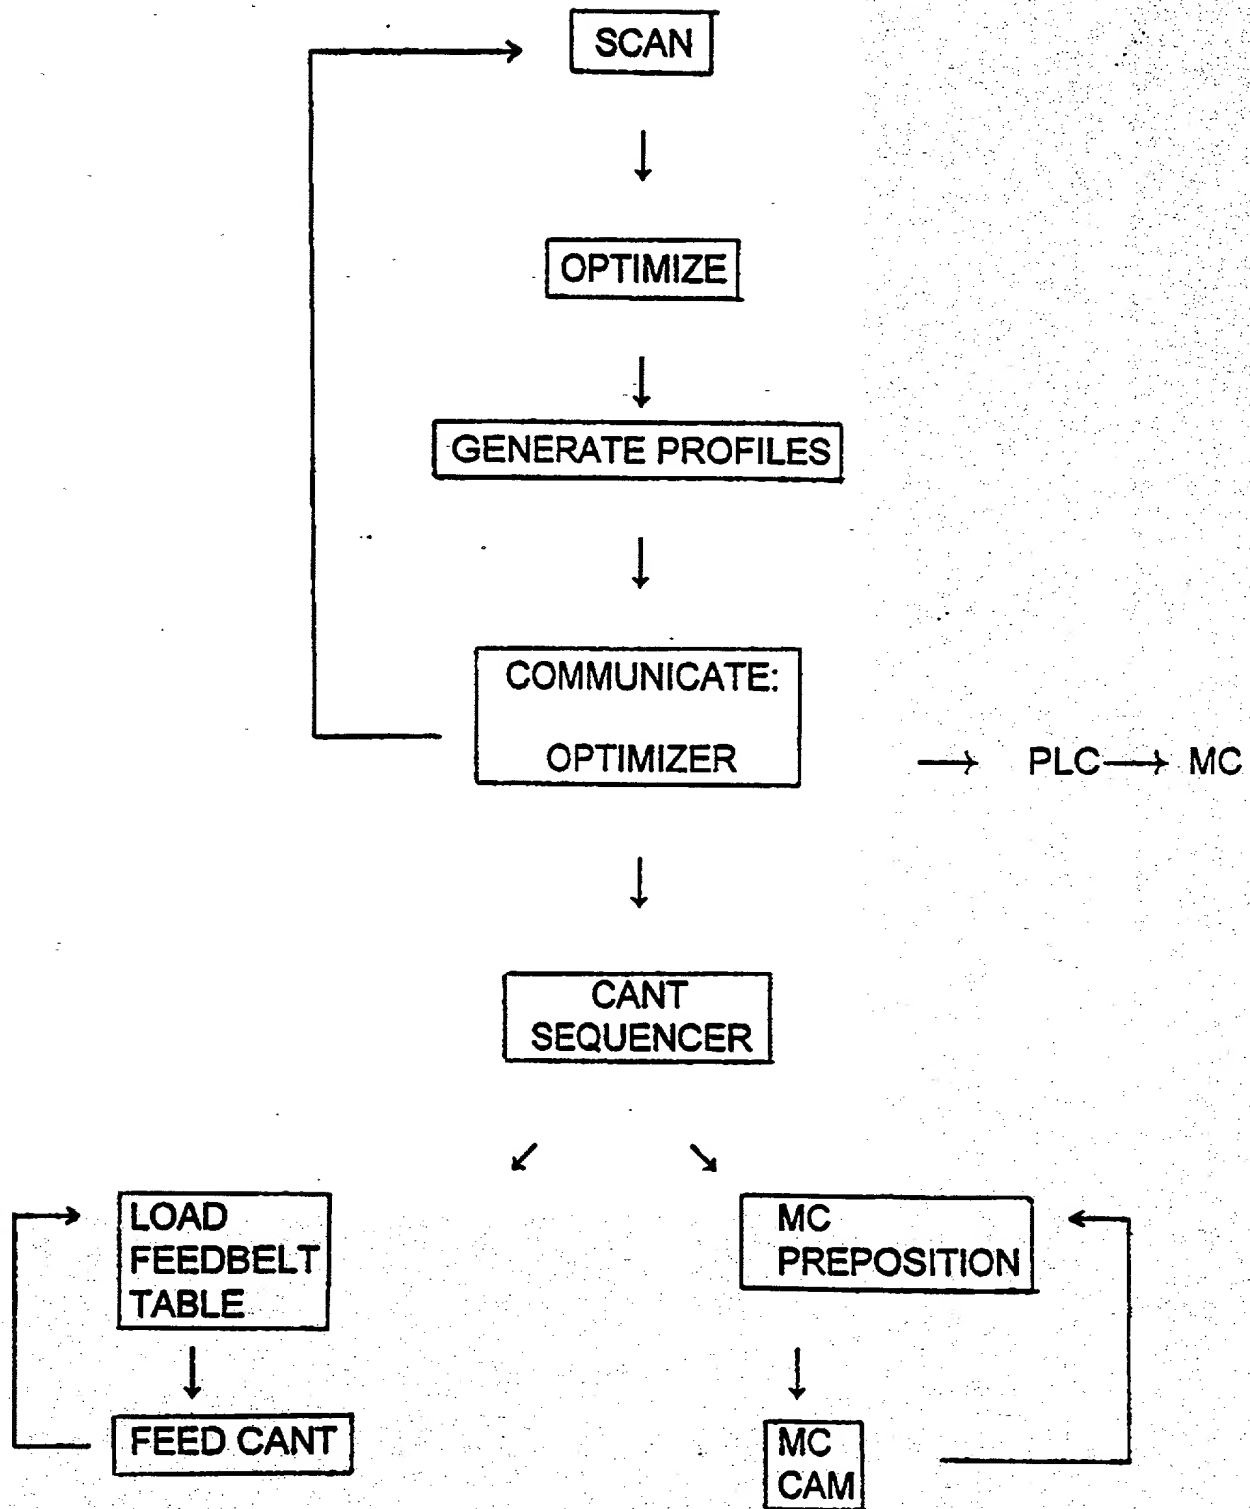 SCAN
OPTIMIZE
GENERATE PROFILES
COMMUNICATE:
OPTIMIZER
PLC
MC
CANT
SEQUENCER
LOAD
FEEDBELT
TABLE
MC
PREPOSITION
FEED CANT
MC
CAM